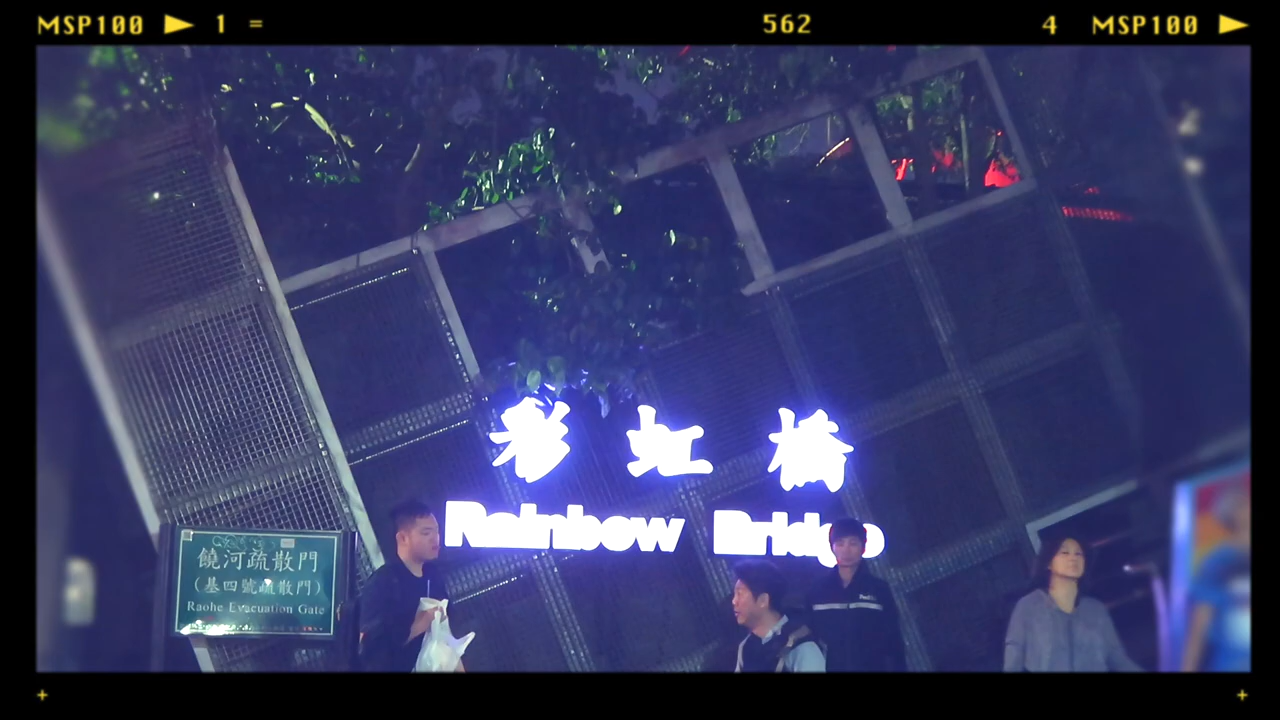 MSP100 ▶ 1 = 562 4 MSP100 ▶
彩虹橋
Rainbow Bridge
饒河疏散門
(基四號疏散門)
Raohe Evacuation Gate